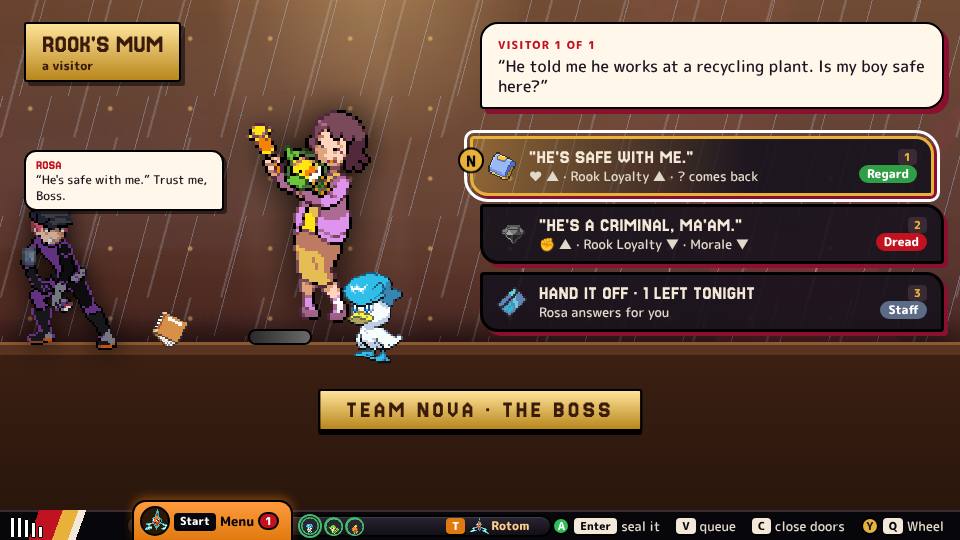 ROOK'S MUM
a visitor
VISITOR 1 OF 1
“He told me he works at a recycling plant. Is my boy safe
here?”
ROSA
“He's safe with me.” Trust me,
Boss.
N
"HE'S SAFE WITH ME."
1
♥ ▲ · Rook Loyalty ▲ · ? comes back
Regard
"HE'S A CRIMINAL, MA'AM."
2
✊ ▲ · Rook Loyalty ▼ · Morale ▼
Dread
HAND IT OFF · 1 LEFT TONIGHT
3
Rosa answers for you
Staff
TEAM NOVA · THE BOSS
Start Menu 1
T Rotom
A Enter seal it
V queue
C close doors
Y Q Wheel